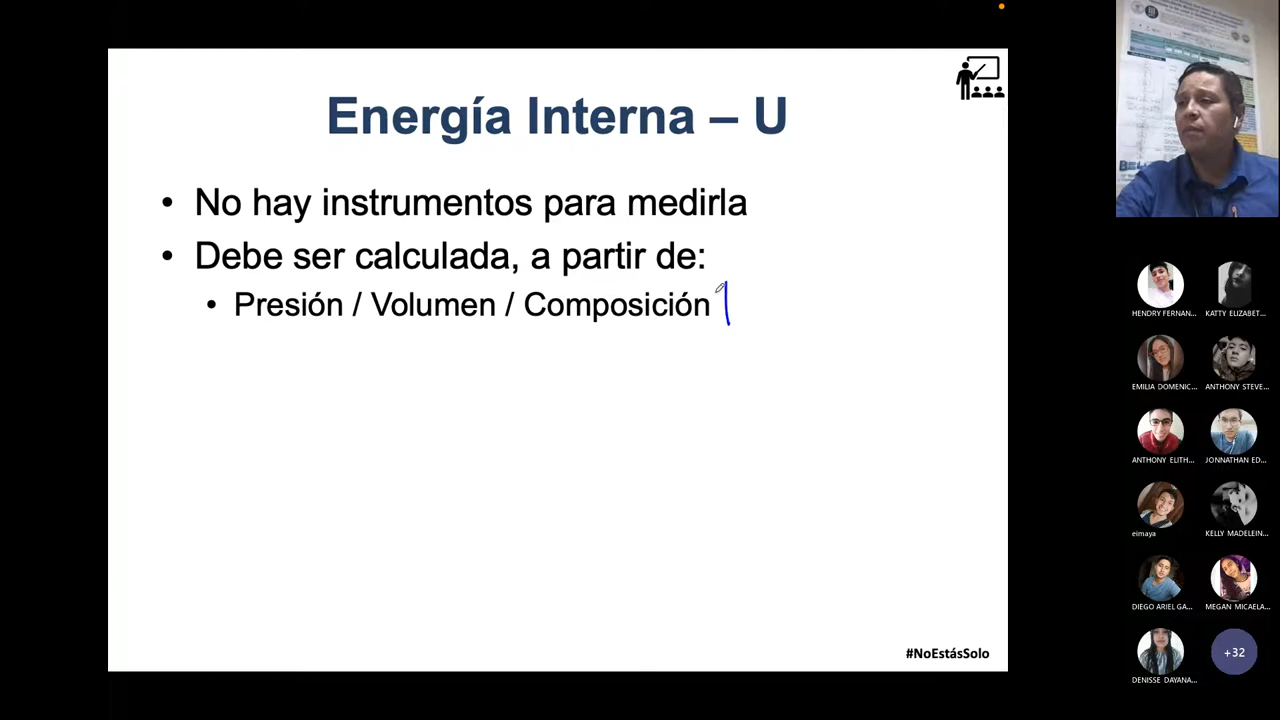 Energía Interna – U
• No hay instrumentos para medirla
• Debe ser calculada, a partir de:
• Presión / Volumen / Composición
#NoEstásSolo
HENDRY FERNAN...
KATTY ELIZABET...
EMILIA DOMENIC...
ANTHONY STEVE...
ANTHONY ELITH...
JONNATHAN ED...
eimaya
KELLY MADELEIN...
DIEGO ARIEL GA...
MEGAN MICAELA...
DENISSE DAYANA...
+32